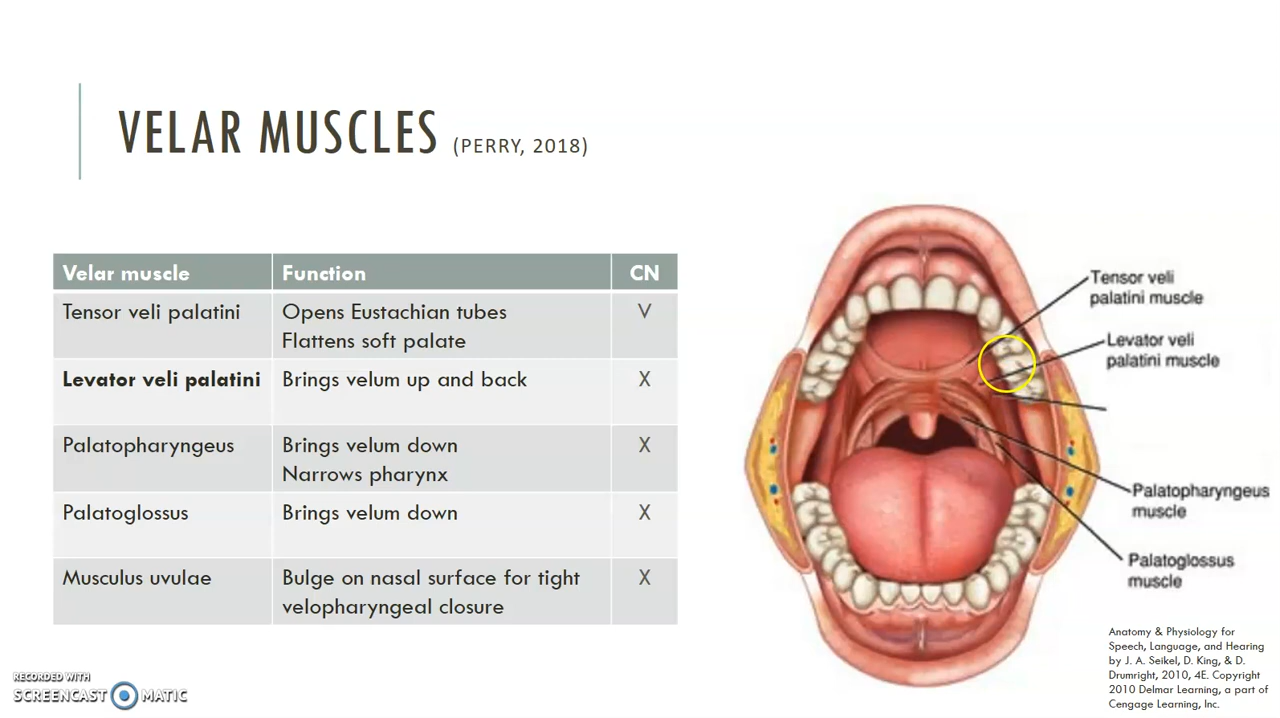 VELAR MUSCLES (PERRY, 2018)
Velar muscle Function CN
Tensor veli palatini Opens Eustachian tubes V
Flattens soft palate
Levator veli palatini Brings velum up and back X
Palatopharyngeus Brings velum down X
Narrows pharynx
Palatoglossus Brings velum down X
Musculus uvulae Bulge on nasal surface for tight X
velopharyngeal closure
Tensor veli
palatini muscle
Levator veli
palatini muscle
Palatopharyngeus
muscle
Palatoglossus
muscle
Anatomy & Physiology for
Speech, Language, and Hearing
by J. A. Seikel, D. King, & D.
Drumright, 2010, 4E. Copyright
2010 Delmar Learning, a part of
Cengage Learning, Inc.
RECORDED WITH
SCREENCAST MATIC